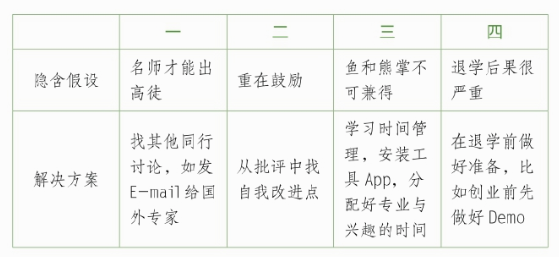 一 二 三 四
隐含假设
名师才能出
高徒
重在鼓励
鱼和熊掌不
可兼得
退学后果很
严重
解决方案
找其他同行
讨论，如发
E-mail给国
外专家
从批评中找
自我改进点
学习时间管
理，安装工
具App，分
配好专业与
兴趣的时间
在退学前做
好准备，比
如创业前先
做好Demo